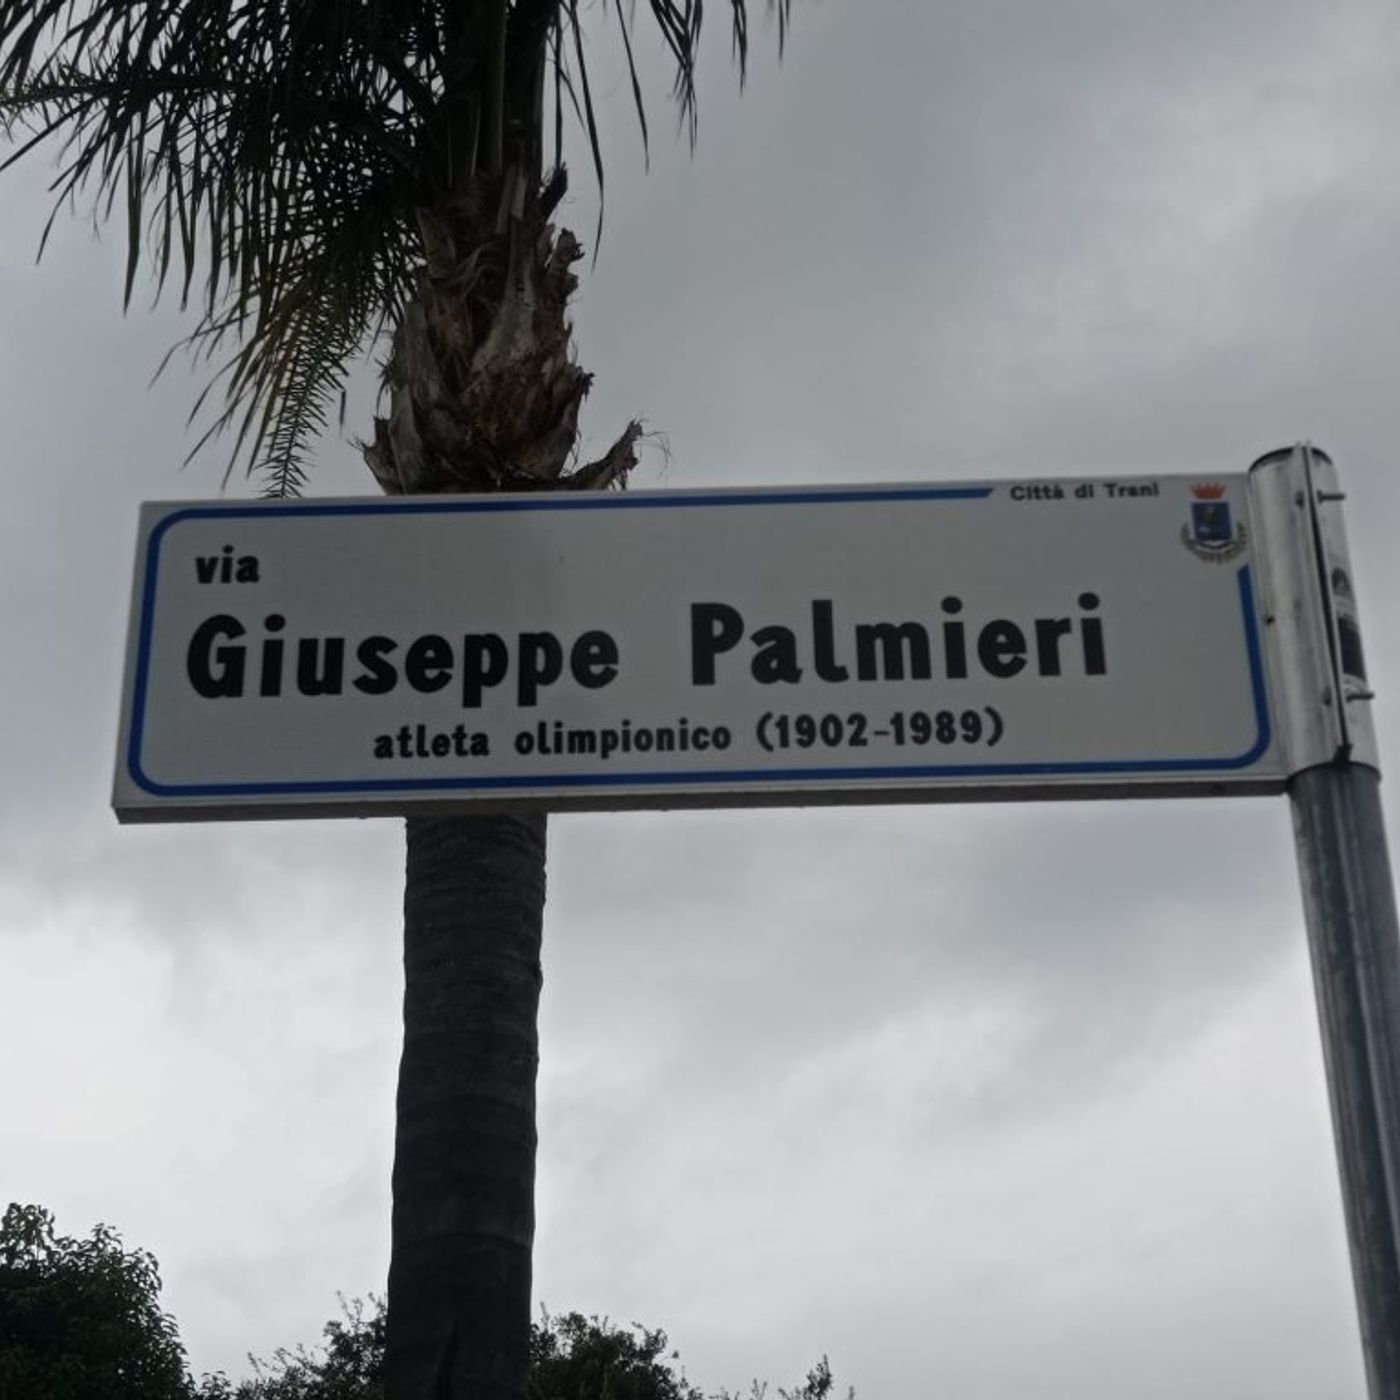 Città di Trani
via
Giuseppe Palmieri
atleta olimpionico (1902-1989)